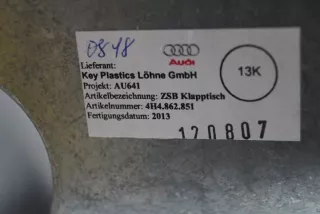 0848
Audi
Lieferant:
Key Plastics Löhne GmbH
13K
Projekt: AU641
Artikelbezeichnung: ZSB Klapptisch
Artikelnummer: 4H4.862.851
Fertigungsdatum: 2013
120807